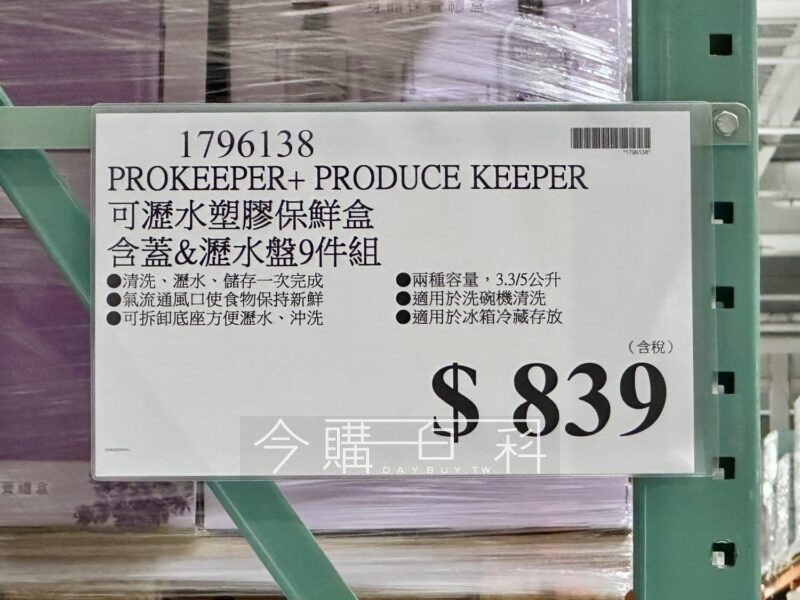 1796138
*1796138*
PROKEEPER+ PRODUCE KEEPER
可瀝水塑膠保鮮盒
含蓋&瀝水盤9件組
●清洗、瀝水、儲存一次完成
●氣流通風口使食物保持新鮮
●可拆卸底座方便瀝水、沖洗
●兩種容量,3.3/5公升
●適用於洗碗機清洗
●適用於冰箱冷藏存放
(含稅)
$ 839
今購百科
DAYBUY.TW